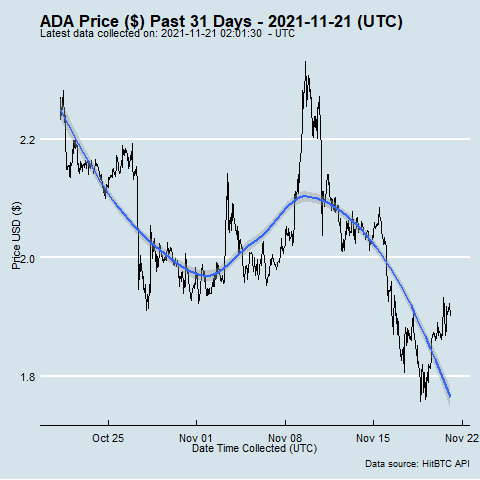 ADA Price ($) Past 31 Days - 2021-11-21 (UTC)
Latest data collected on: 2021-11-21 02:01:30 - UTC
Price USD ($)
2.2
2.0
1.8
Oct 25 Nov 01 Nov 08 Nov 15 Nov 22
Date Time Collected (UTC)
Data source: HitBTC API